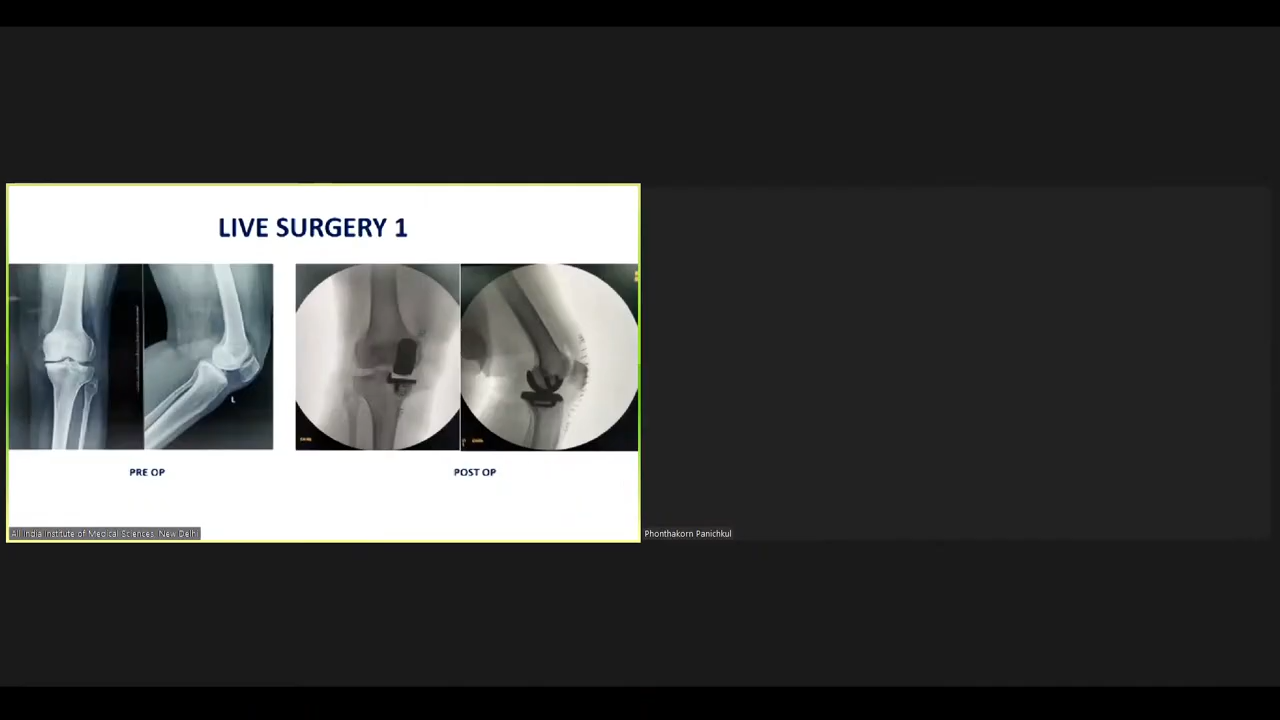 LIVE SURGERY 1
L
PRE OP
POST OP
All India Institute of Medical Sciences, New Delhi
Phonthakorn Panichkul